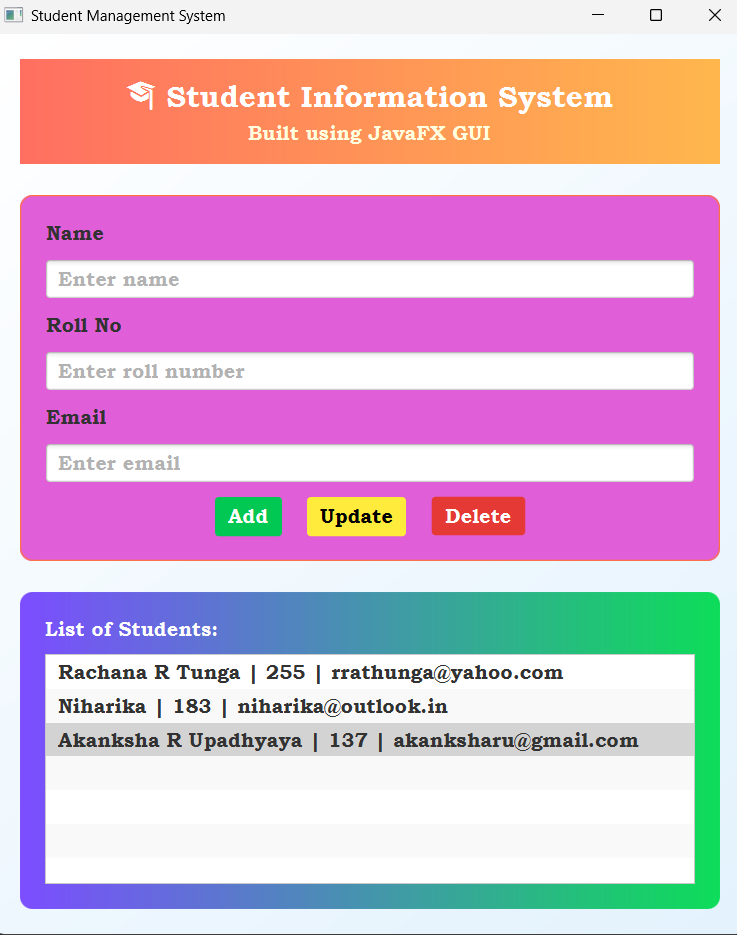 Student Management System
Student Information System
Built using JavaFX GUI
Name
Enter name
Roll No
Enter roll number
Email
Enter email
Add Update Delete
List of Students:
Rachana R Tunga | 255 | rrathunga@yahoo.com
Niharika | 183 | niharika@outlook.in
Akanksha R Upadhyaya | 137 | akanksharu@gmail.com